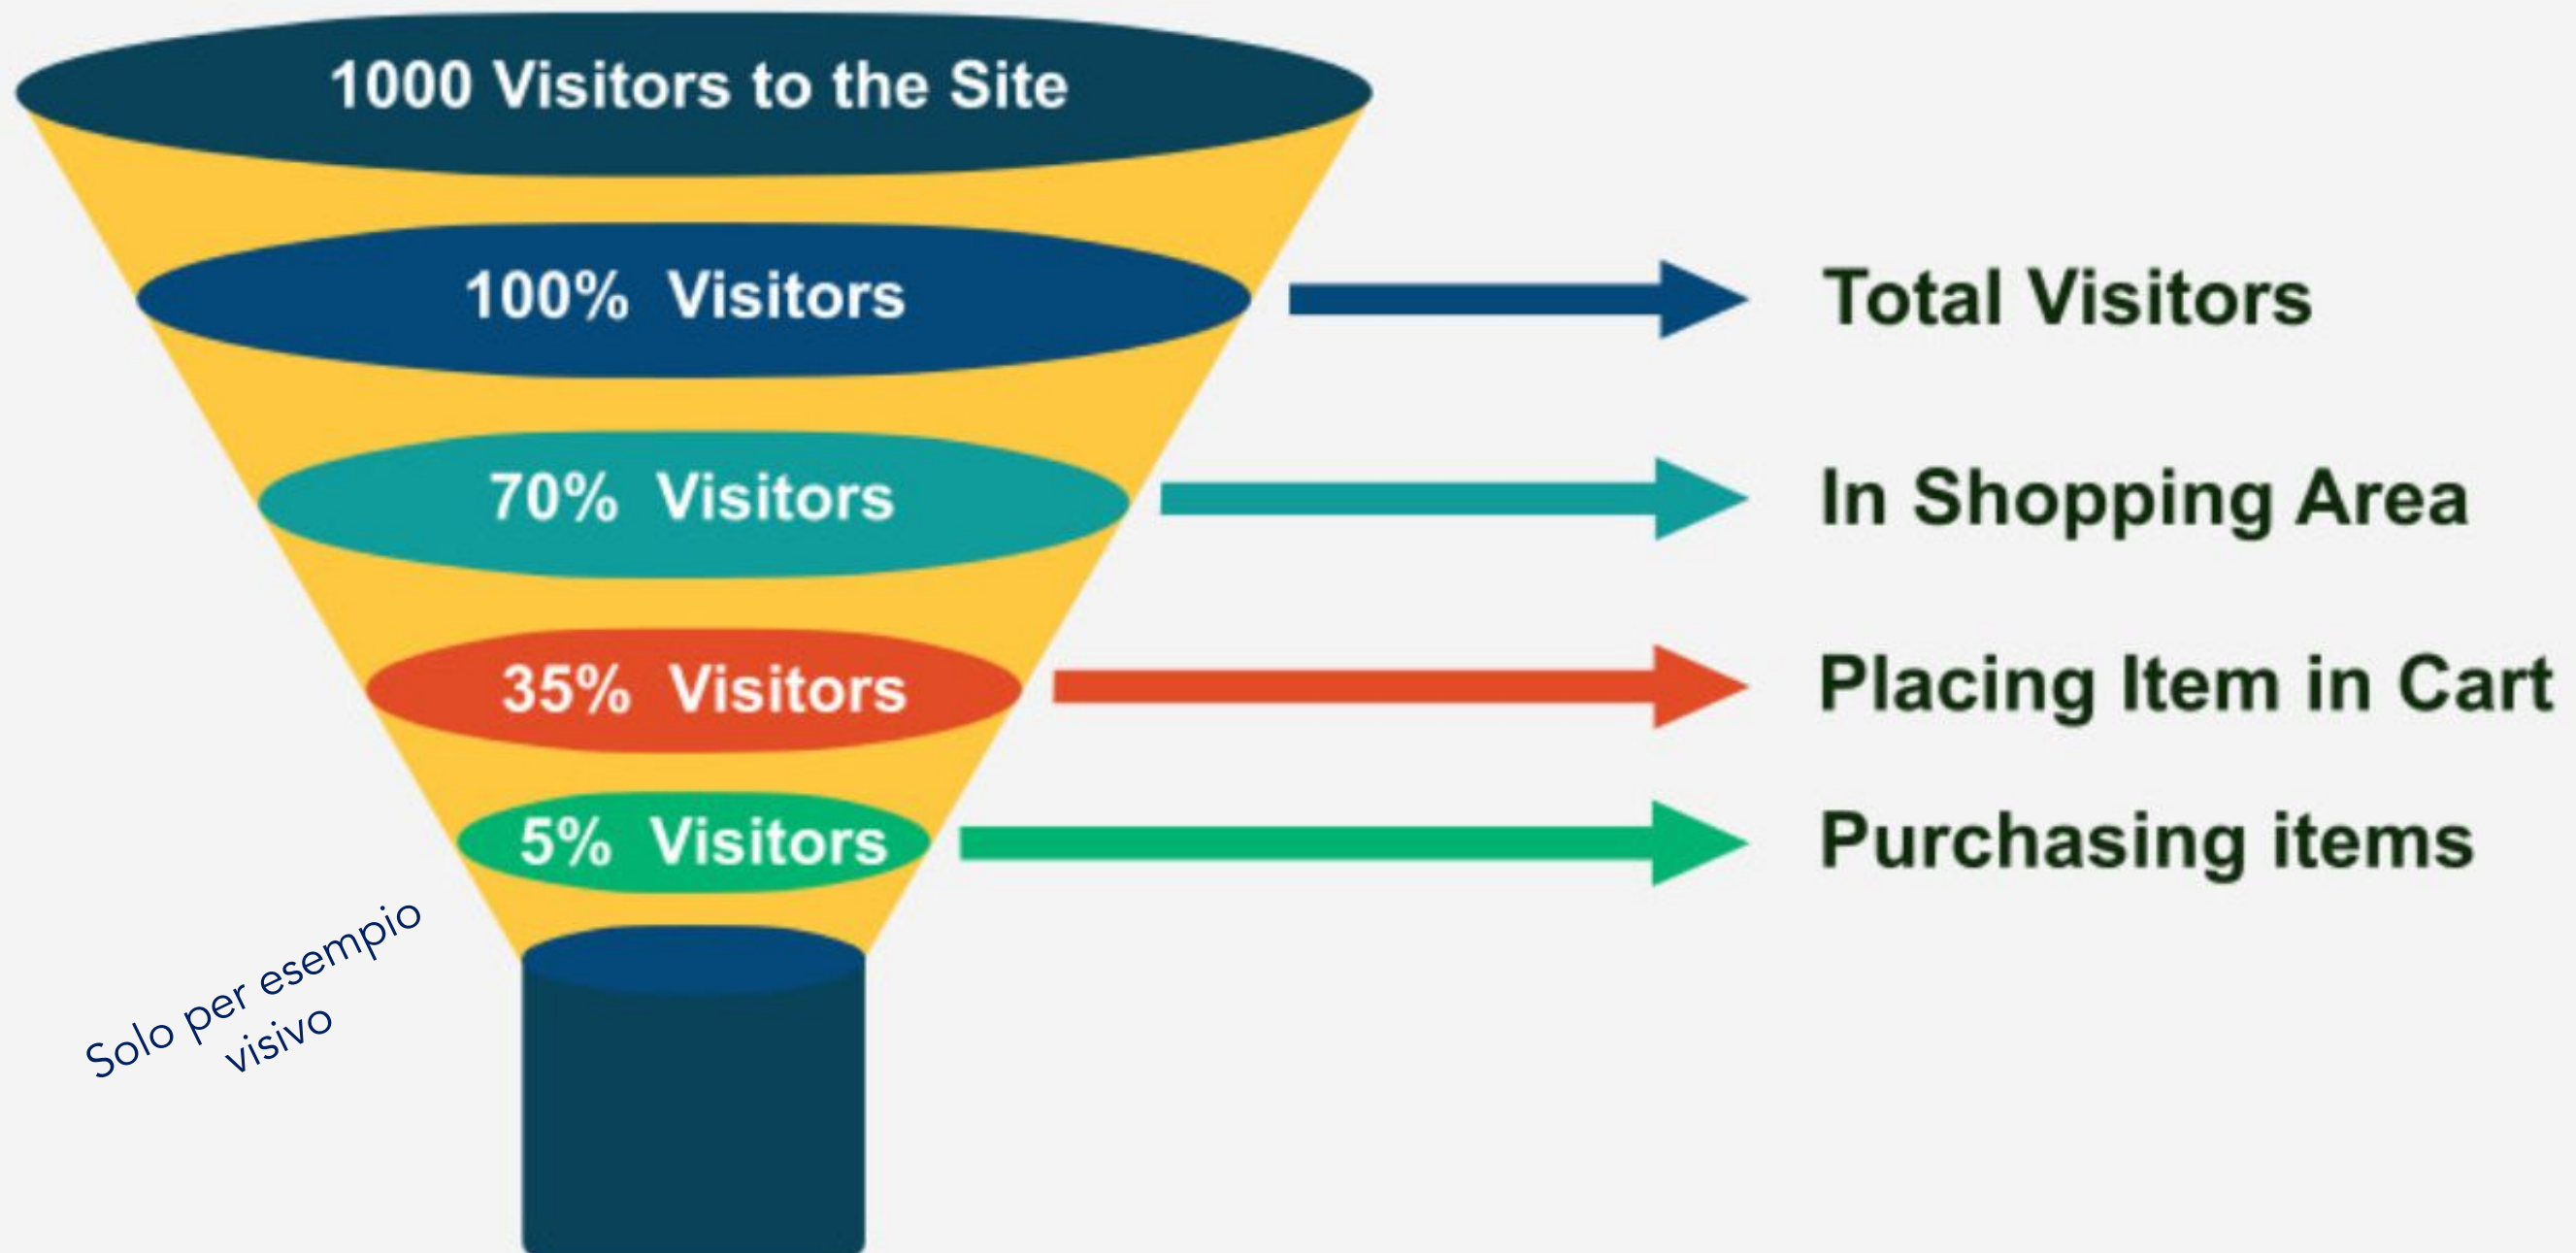 1000 Visitors to the Site
100% Visitors
Total Visitors
70% Visitors
In Shopping Area
35% Visitors
Placing Item in Cart
5% Visitors
Purchasing items
Solo per esempio
visivo